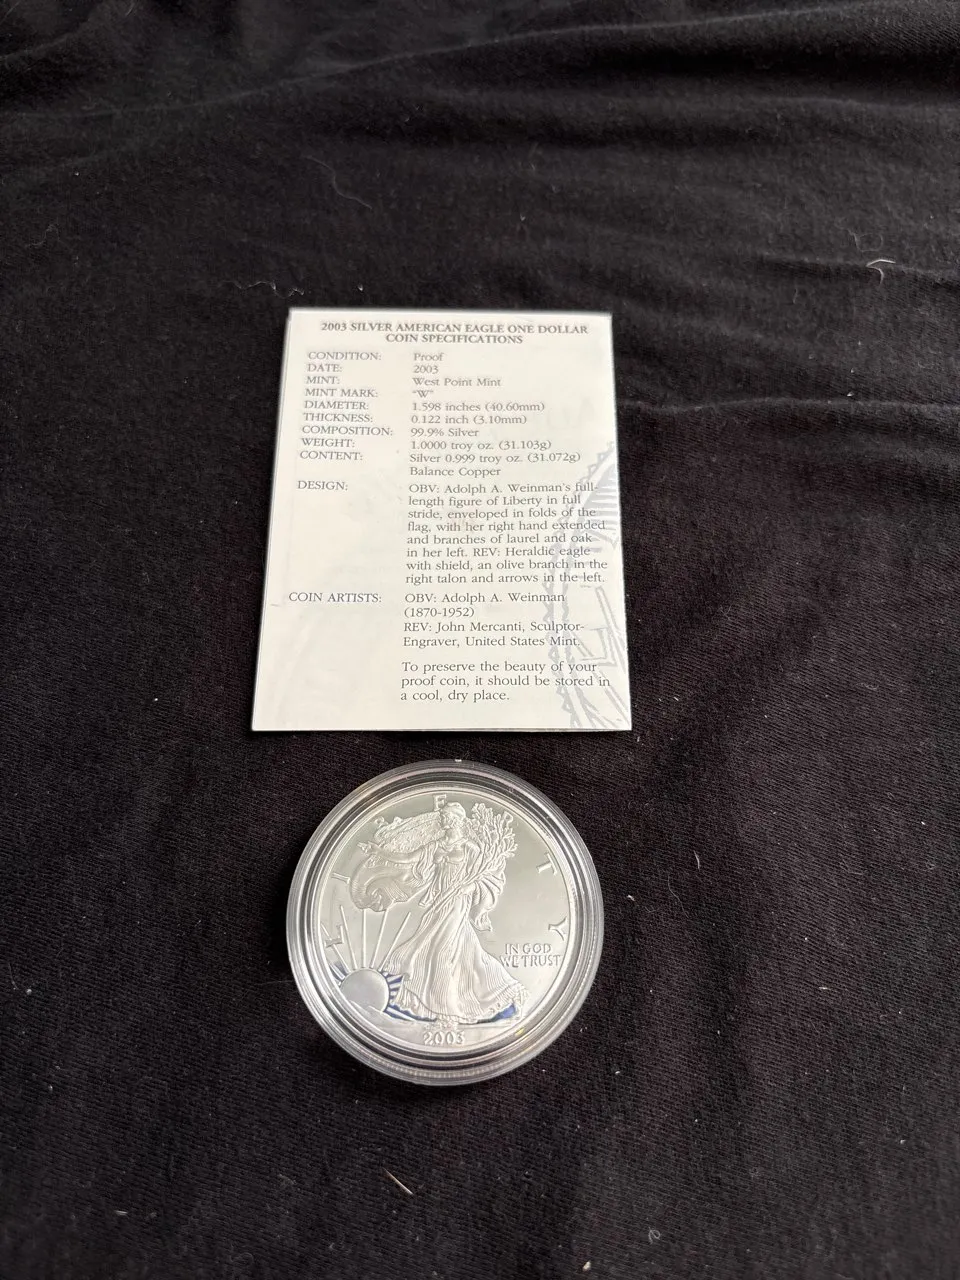 2003 SILVER AMERICAN EAGLE ONE DOLLAR
COIN SPECIFICATIONS
CONDITION: Proof
DATE: 2003
MINT: West Point Mint
MINT MARK: "W"
DIAMETER: 1.598 inches (40.60mm)
THICKNESS: 0.122 inch (3.10mm)
COMPOSITION: 99.9% Silver
WEIGHT: 1.0000 troy oz. (31.103g)
CONTENT: Silver 0.999 troy oz. (31.072g)
Balance Copper
DESIGN: OBV: Adolph A. Weinman's full-
length figure of Liberty in full
stride, enveloped in folds of the
flag, with her right hand extended
and branches of laurel and oak
in her left. REV: Heraldic eagle
with shield, an olive branch in the
right talon and arrows in the left.
COIN ARTISTS: OBV: Adolph A. Weinman
(1870-1952)
REV: John Mercanti, Sculptor-
Engraver, United States Mint.
To preserve the beauty of your
proof coin, it should be stored in
a cool, dry place.
LIBERTY
IN GOD
WE TRUST
2003